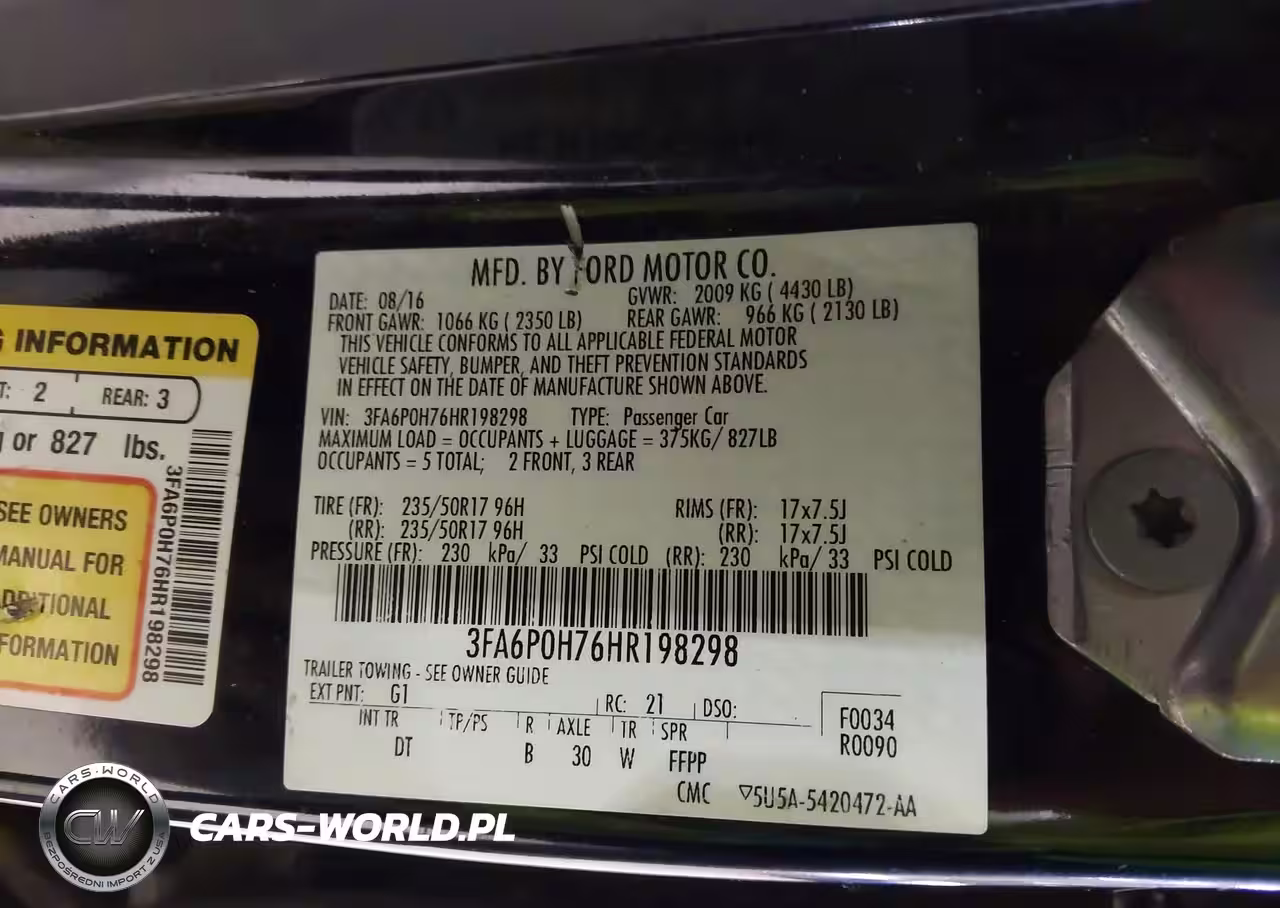 MFD. BY FORD MOTOR CO.
DATE: 08/16 GVWR: 2009 KG ( 4430 LB)
FRONT GAWR: 1066 KG ( 2350 LB) REAR GAWR: 966 KG ( 2130 LB)
THIS VEHICLE CONFORMS TO ALL APPLICABLE FEDERAL MOTOR
VEHICLE SAFETY, BUMPER, AND THEFT PREVENTION STANDARDS
IN EFFECT ON THE DATE OF MANUFACTURE SHOWN ABOVE.
VIN: 3FA6P0H76HR198298 TYPE: Passenger Car
MAXIMUM LOAD = OCCUPANTS + LUGGAGE = 375KG/ 827LB
OCCUPANTS = 5 TOTAL; 2 FRONT, 3 REAR
TIRE (FR): 235/50R17 96H RIMS (FR): 17x7.5J
(RR): 235/50R17 96H (RR): 17x7.5J
PRESSURE (FR): 230 kPa/ 33 PSI COLD (RR): 230 kPa/ 33 PSI COLD
3FA6P0H76HR198298
TRAILER TOWING - SEE OWNER GUIDE
EXT PNT: G1 RC: 21 DSO:
INT TR TP/PS R AXLE TR SPR
DT B 30 W FFPP
F0034
R0090
CMC ▽5U5A-5420472-AA
G INFORMATION
T: 2 REAR: 3
or 827 lbs.
SEE OWNERS
MANUAL FOR
ADDITIONAL
FORMATION
3FA6P0H76HR198298
CARS-WORLD
CW
BEZPOŚREDNI IMPORT Z USA
CARS-WORLD.PL